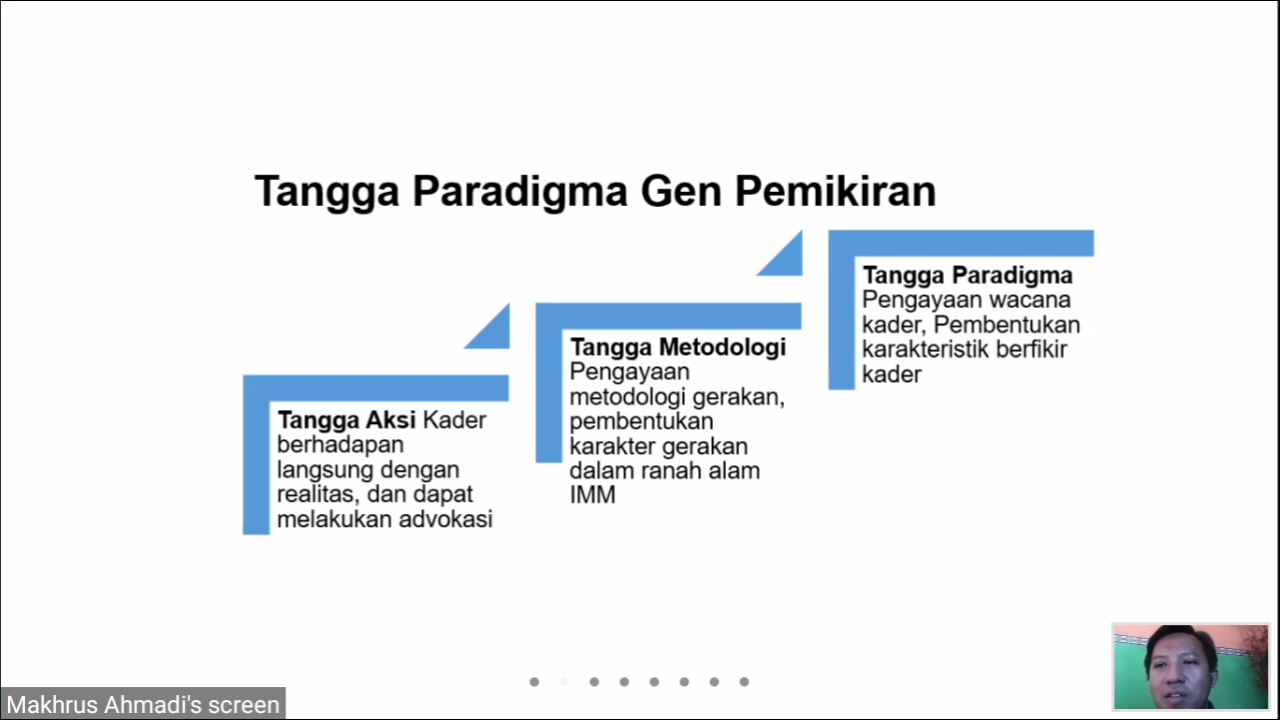 Tangga Paradigma Gen Pemikiran
Tangga Aksi Kader
berhadapan
langsung dengan
realitas, dan dapat
melakukan advokasi
Tangga Metodologi
Pengayaan
metodologi gerakan,
pembentukan
karakter gerakan
dalam ranah alam
IMM
Tangga Paradigma
Pengayaan wacana
kader, Pembentukan
karakteristik berfikir
kader
Makhrus Ahmadi's screen